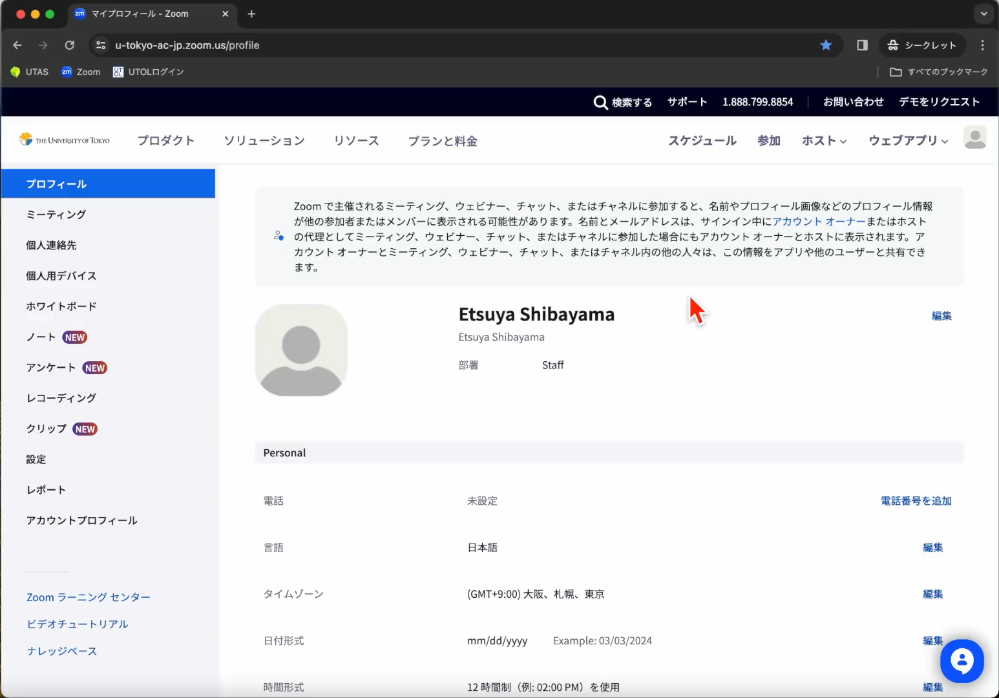 マイプロフィール - Zoom
u-tokyo-ac-jp.zoom.us/profile
シークレット
UTAS
Zoom
UTOLログイン
すべてのブックマーク
検索する
サポート
1.888.799.8854
お問い合わせ
デモをリクエスト
THE UNIVERSITY OF TOKYO
プロダクト
ソリューション
リソース
プランと料金
スケジュール
参加
ホスト
ウェブアプリ
プロフィール
ミーティング
個人連絡先
個人用デバイス
ホワイトボード
ノート NEW
アンケート NEW
レコーディング
クリップ NEW
設定
レポート
アカウントプロフィール
Zoom ラーニング センター
ビデオチュートリアル
ナレッジベース
Zoom で主催されるミーティング、ウェビナー、チャット、またはチャネルに参加すると、名前やプロフィール画像などのプロフィール情報
が他の参加者またはメンバーに表示される可能性があります。名前とメールアドレスは、サインイン中にアカウント オーナーまたはホスト
の代理としてミーティング、ウェビナー、チャット、またはチャネルに参加した場合にもアカウント オーナーとホストに表示されます。ア
カウント オーナーとミーティング、ウェビナー、チャット、またはチャネル内の他の人々は、この情報をアプリや他のユーザーと共有でき
ます。
Etsuya Shibayama
編集
Etsuya Shibayama
部署 Staff
Personal
電話 未設定 電話番号を追加
言語 日本語 編集
タイムゾーン (GMT+9:00) 大阪、札幌、東京 編集
日付形式 mm/dd/yyyy Example: 03/03/2024 編集
時間形式 12 時間制（例: 02:00 PM）を使用 編集